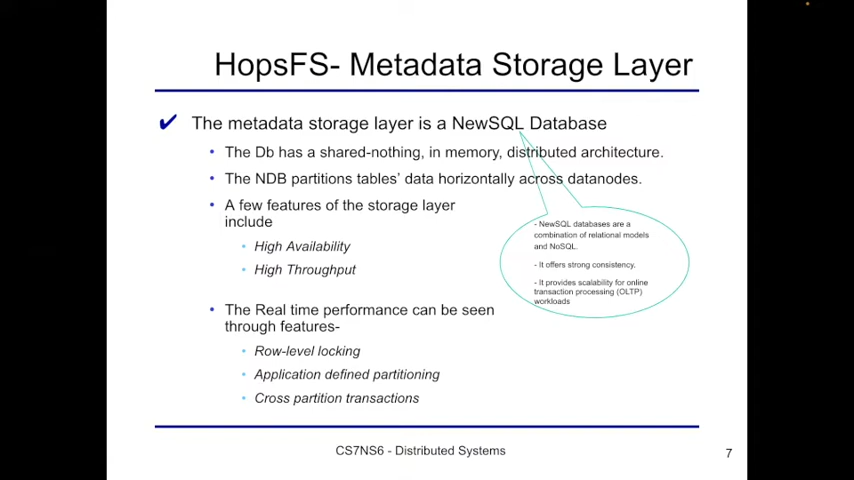 HopsFS- Metadata Storage Layer
✔ The metadata storage layer is a NewSQL Database
• The Db has a shared-nothing, in memory, distributed architecture.
• The NDB partitions tables' data horizontally across datanodes.
• A few features of the storage layer
include
• High Availability
• High Throughput
- NewSQL databases are a
combination of relational models
and NoSQL.
- It offers strong consistency.
- It provides scalability for online
transaction processing (OLTP)
workloads
• The Real time performance can be seen
through features-
• Row-level locking
• Application defined partitioning
• Cross partition transactions
CS7NS6 - Distributed Systems
7